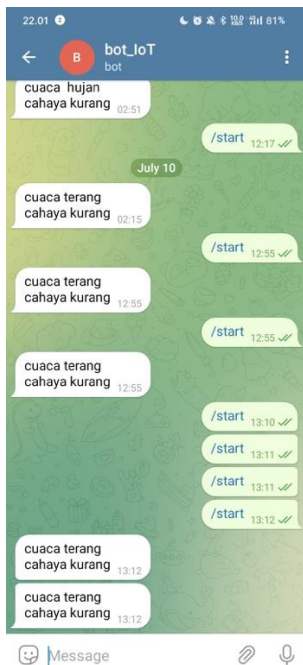 22.01
81%
B
bot_IoT
bot
cuaca hujan
cahaya kurang 02:51
/start 12:17
July 10
cuaca terang
cahaya kurang 02:15
/start 12:55
cuaca terang
cahaya kurang 12:55
/start 12:55
cuaca terang
cahaya kurang 12:55
/start 13:10
/start 13:11
/start 13:11
/start 13:12
cuaca terang
cahaya kurang 13:12
cuaca terang
cahaya kurang 13:12
Message